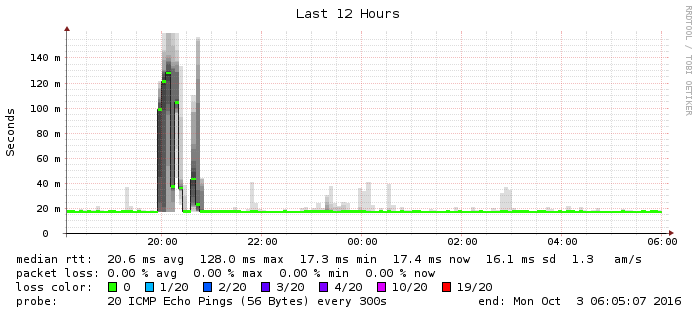 Last 12 Hours
RRDTOOL / TOBI OETIKER
Seconds
140 m
120 m
100 m
80 m
60 m
40 m
20 m
0
20:00 22:00 00:00 02:00 04:00 06:00
median rtt: 20.6 ms avg 128.0 ms max 17.3 ms min 17.4 ms now 16.1 ms sd 1.3 am/s
packet loss: 0.00 % avg 0.00 % max 0.00 % min 0.00 % now
loss color: 0 1/20 2/20 3/20 4/20 10/20 19/20
probe: 20 ICMP Echo Pings (56 Bytes) every 300s end: Mon Oct 3 06:05:07 2016